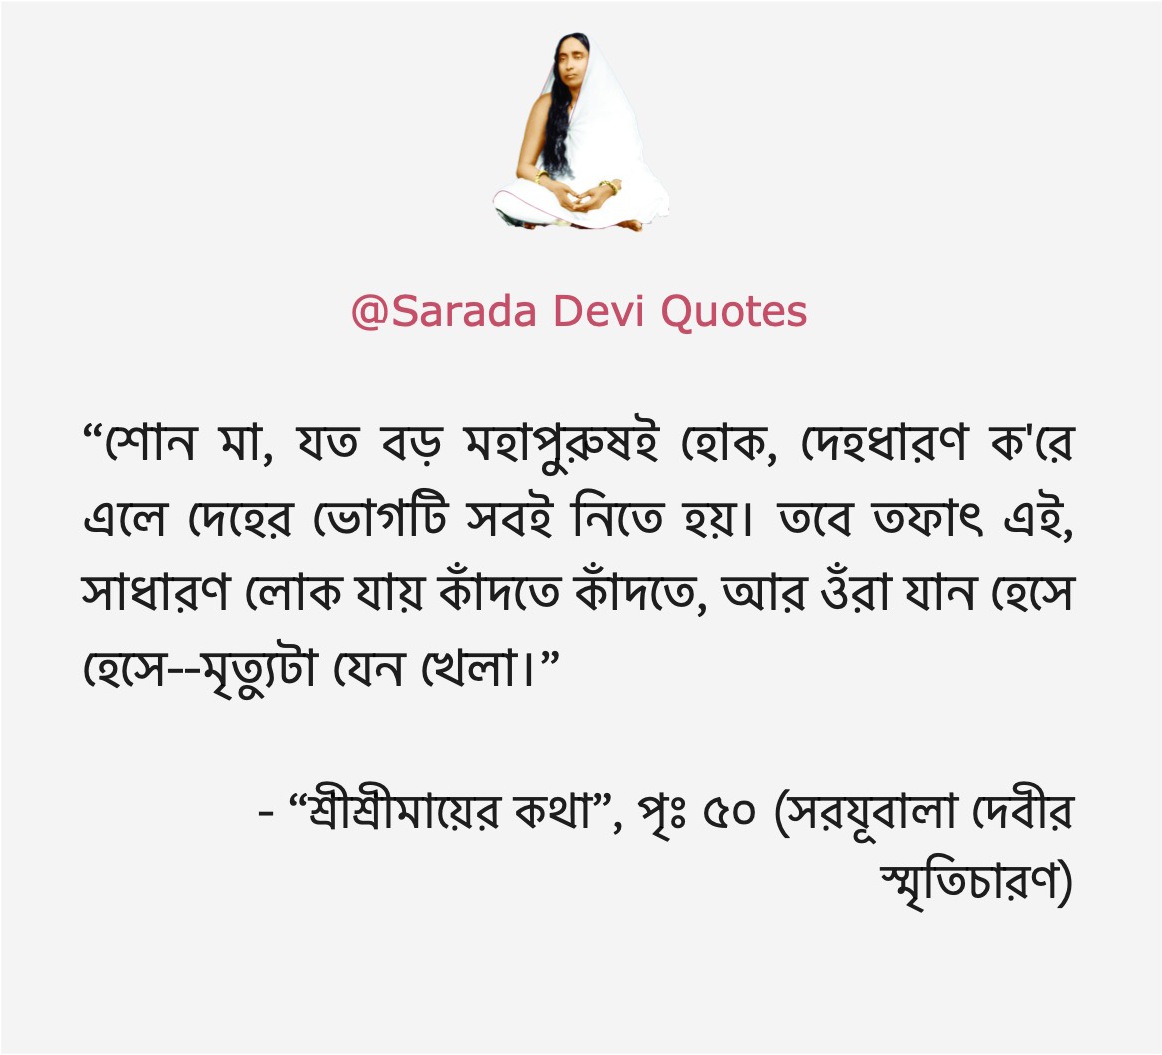 @Sarada Devi Quotes
“শোন মা, যত বড় মহাপুরুষই হোক, দেহধারণ ক'রে
এলে দেহের ভোগটি সবই নিতে হয়। তবে তফাৎ এই,
সাধারণ লোক যায় কাঁদতে কাঁদতে, আর ওঁরা যান হেসে
হেসে--মৃত্যুটা যেন খেলা।”
- “শ্রীশ্রীমায়ের কথা”, পৃঃ ৫০ (সরযূবালা দেবীর
স্মৃতিচারণ)